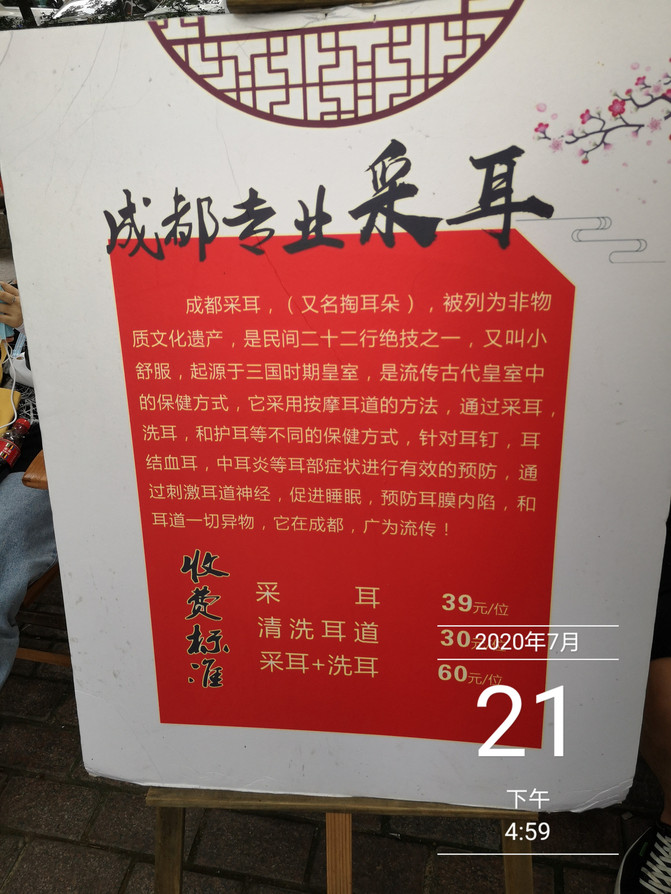 成都专业采耳
成都采耳，（又名掏耳朵），被列为非物
质文化遗产，是民间二十二行绝技之一，又叫小
舒服，起源于三国时期皇室，是流传古代皇室中
的保健方式，它采用按摩耳道的方法，通过采耳，
洗耳，和护耳等不同的保健方式，针对耳钉，耳
结血耳，中耳炎等耳部症状进行有效的预防，通
过刺激耳道神经，促进睡眠，预防耳膜内陷，和
耳道一切异物，它在成都，广为流传！
收费标准
采耳 39元/位
清洗耳道 30元/位
采耳+洗耳 60元/位
2020年7月
21
下午
4:59